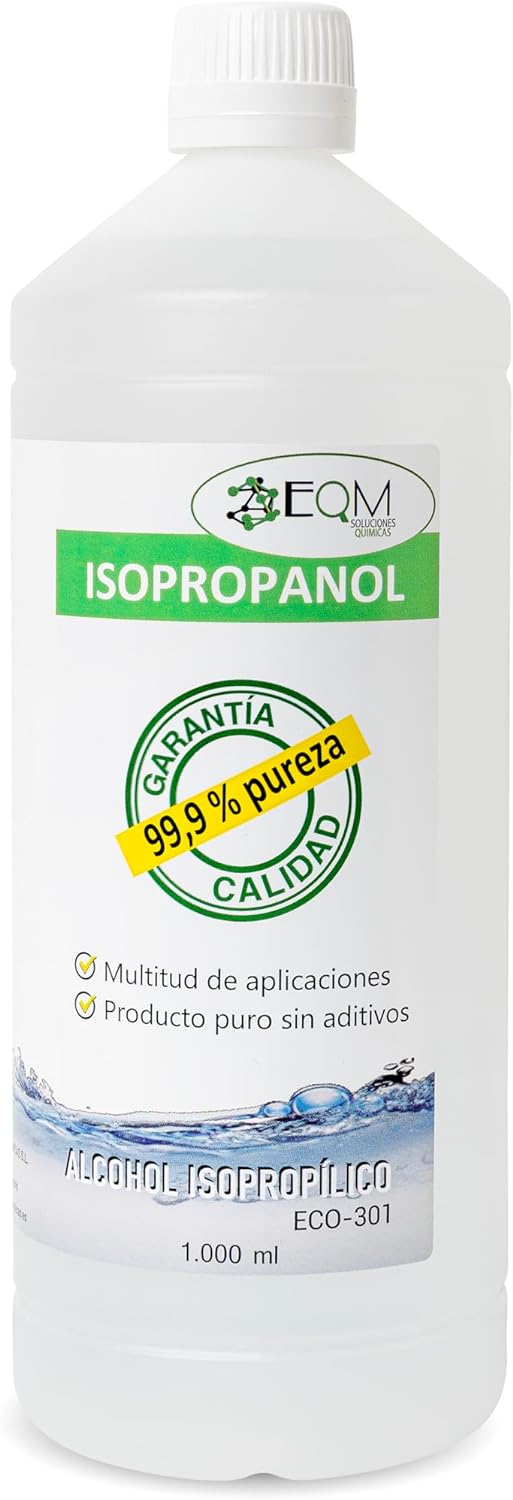 EQM
SOLUCIONES
QUIMICAS
ISOPROPANOL
GARANTÍA
99,9 % pureza
CALIDAD
Multitud de aplicaciones
Producto puro sin aditivos
ALCOHOL ISOPROPÍLICO
ECO-301
1.000 ml